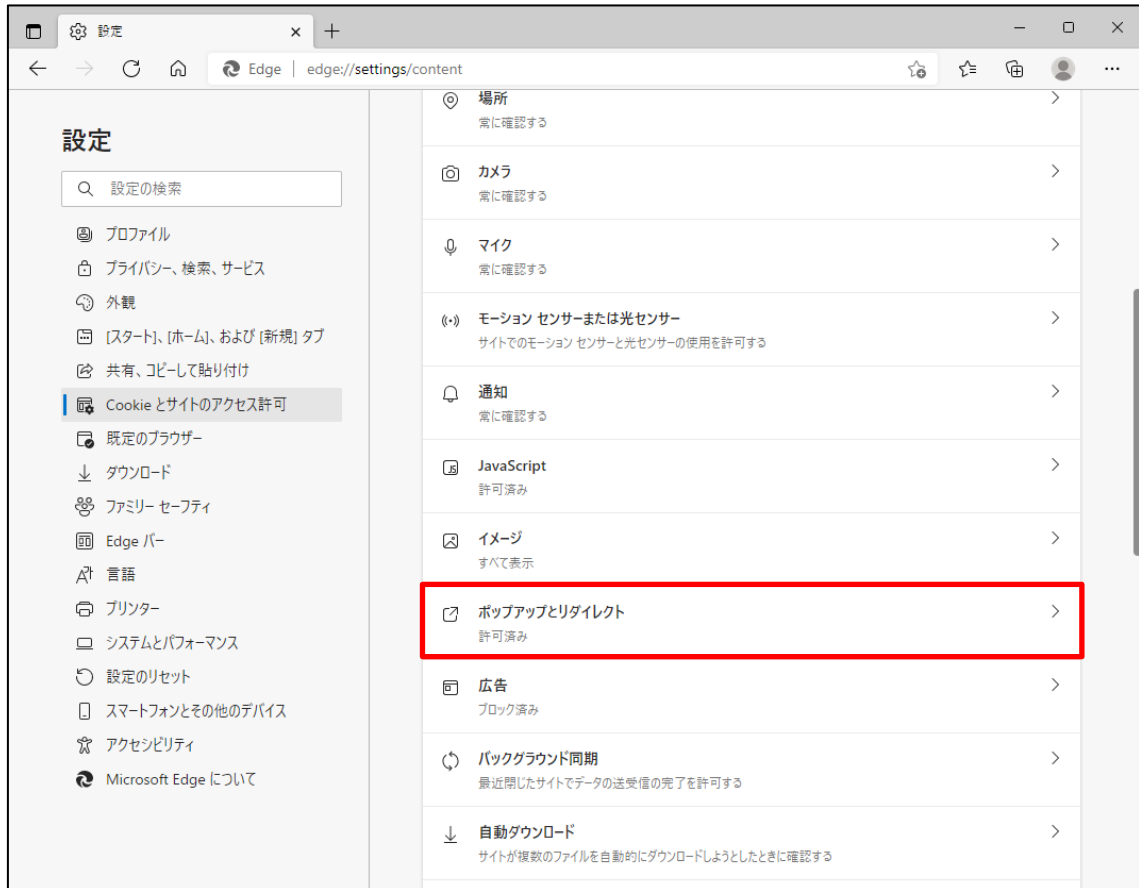 設定
Edge | edge://settings/content
設定
設定の検索
プロファイル
プライバシー、検索、サービス
外観
[スタート]、[ホーム]、および [新規] タブ
共有、コピーして貼り付け
Cookie とサイトのアクセス許可
既定のブラウザー
ダウンロード
ファミリー セーフティ
Edge バー
言語
プリンター
システムとパフォーマンス
設定のリセット
スマートフォンとその他のデバイス
アクセシビリティ
Microsoft Edge について
場所
常に確認する
カメラ
常に確認する
マイク
常に確認する
モーション センサーまたは光センサー
サイトでのモーション センサーと光センサーの使用を許可する
通知
常に確認する
JavaScript
許可済み
イメージ
すべて表示
ポップアップとリダイレクト
許可済み
広告
ブロック済み
バックグラウンド同期
最近閉じたサイトでデータの送受信の完了を許可する
自動ダウンロード
サイトが複数のファイルを自動的にダウンロードしようとしたときに確認する